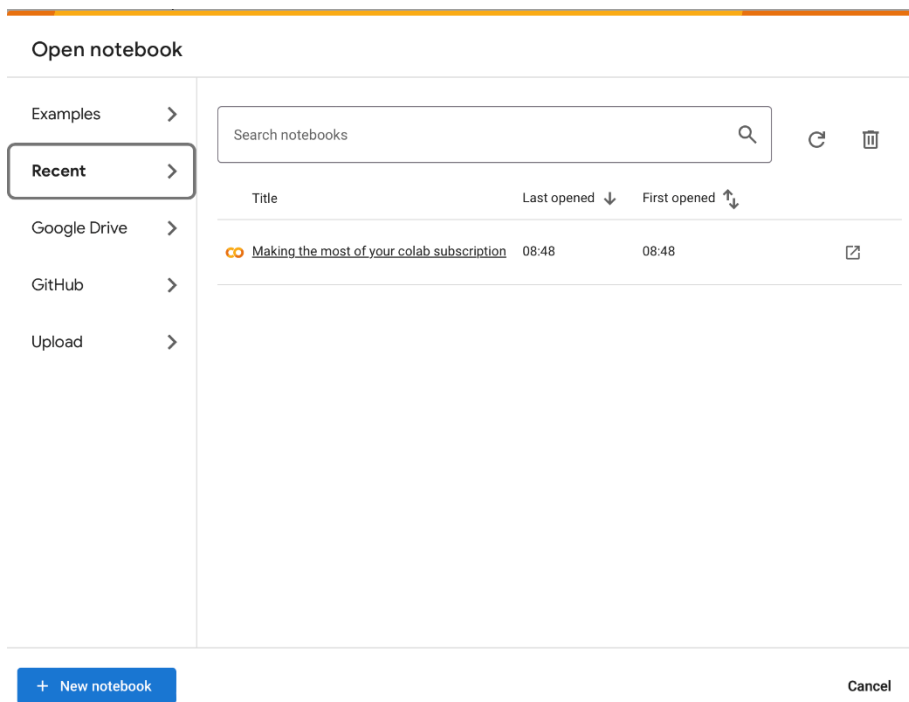 Open notebook
Examples
Recent
Google Drive
GitHub
Upload
Search notebooks
Title Last opened First opened
Making the most of your colab subscription 08:48 08:48
+ New notebook
Cancel